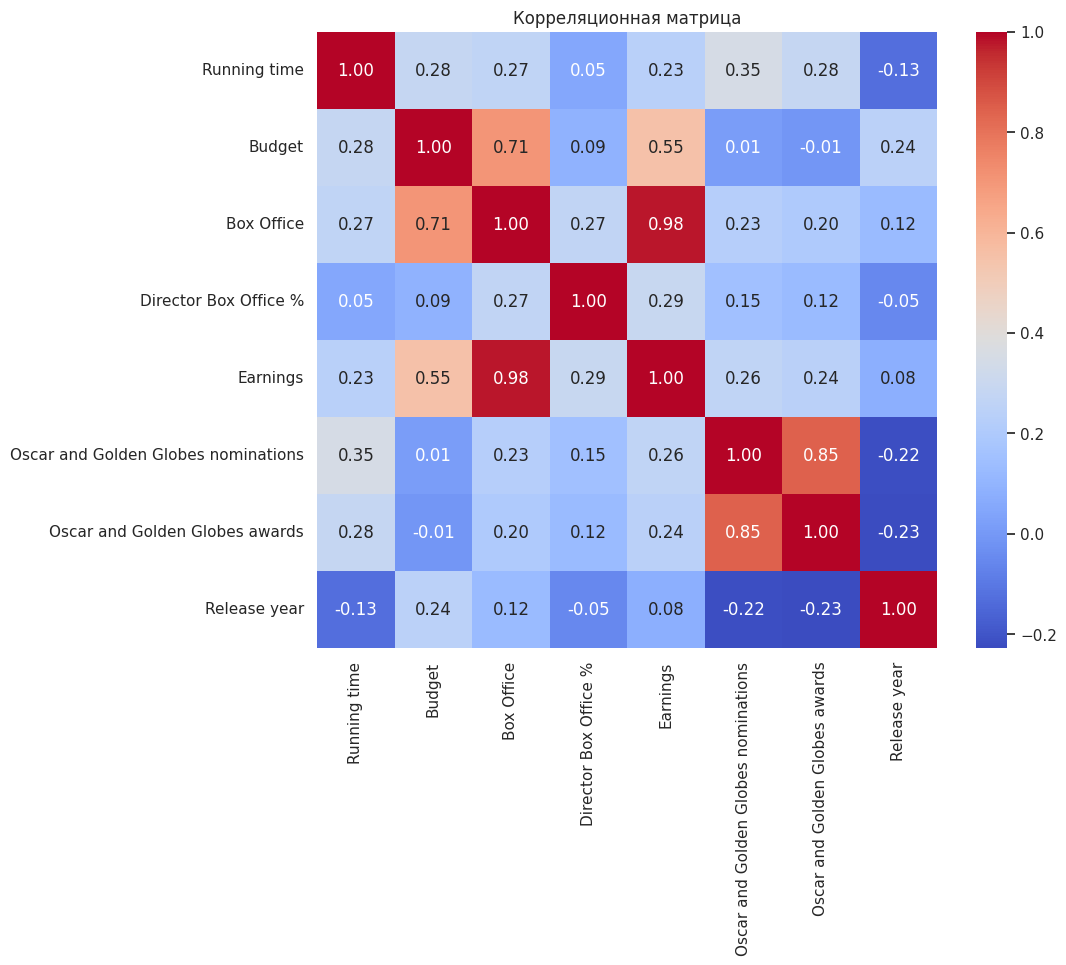 Корреляционная матрица
Running time 1.00 0.28 0.27 0.05 0.23 0.35 0.28 -0.13
Budget 0.28 1.00 0.71 0.09 0.55 0.01 -0.01 0.24
Box Office 0.27 0.71 1.00 0.27 0.98 0.23 0.20 0.12
Director Box Office % 0.05 0.09 0.27 1.00 0.29 0.15 0.12 -0.05
Earnings 0.23 0.55 0.98 0.29 1.00 0.26 0.24 0.08
Oscar and Golden Globes nominations 0.35 0.01 0.23 0.15 0.26 1.00 0.85 -0.22
Oscar and Golden Globes awards 0.28 -0.01 0.20 0.12 0.24 0.85 1.00 -0.23
Release year -0.13 0.24 0.12 -0.05 0.08 -0.22 -0.23 1.00
Running time
Budget
Box Office
Director Box Office %
Earnings
Oscar and Golden Globes nominations
Oscar and Golden Globes awards
Release year
1.0
0.8
0.6
0.4
0.2
0.0
−0.2